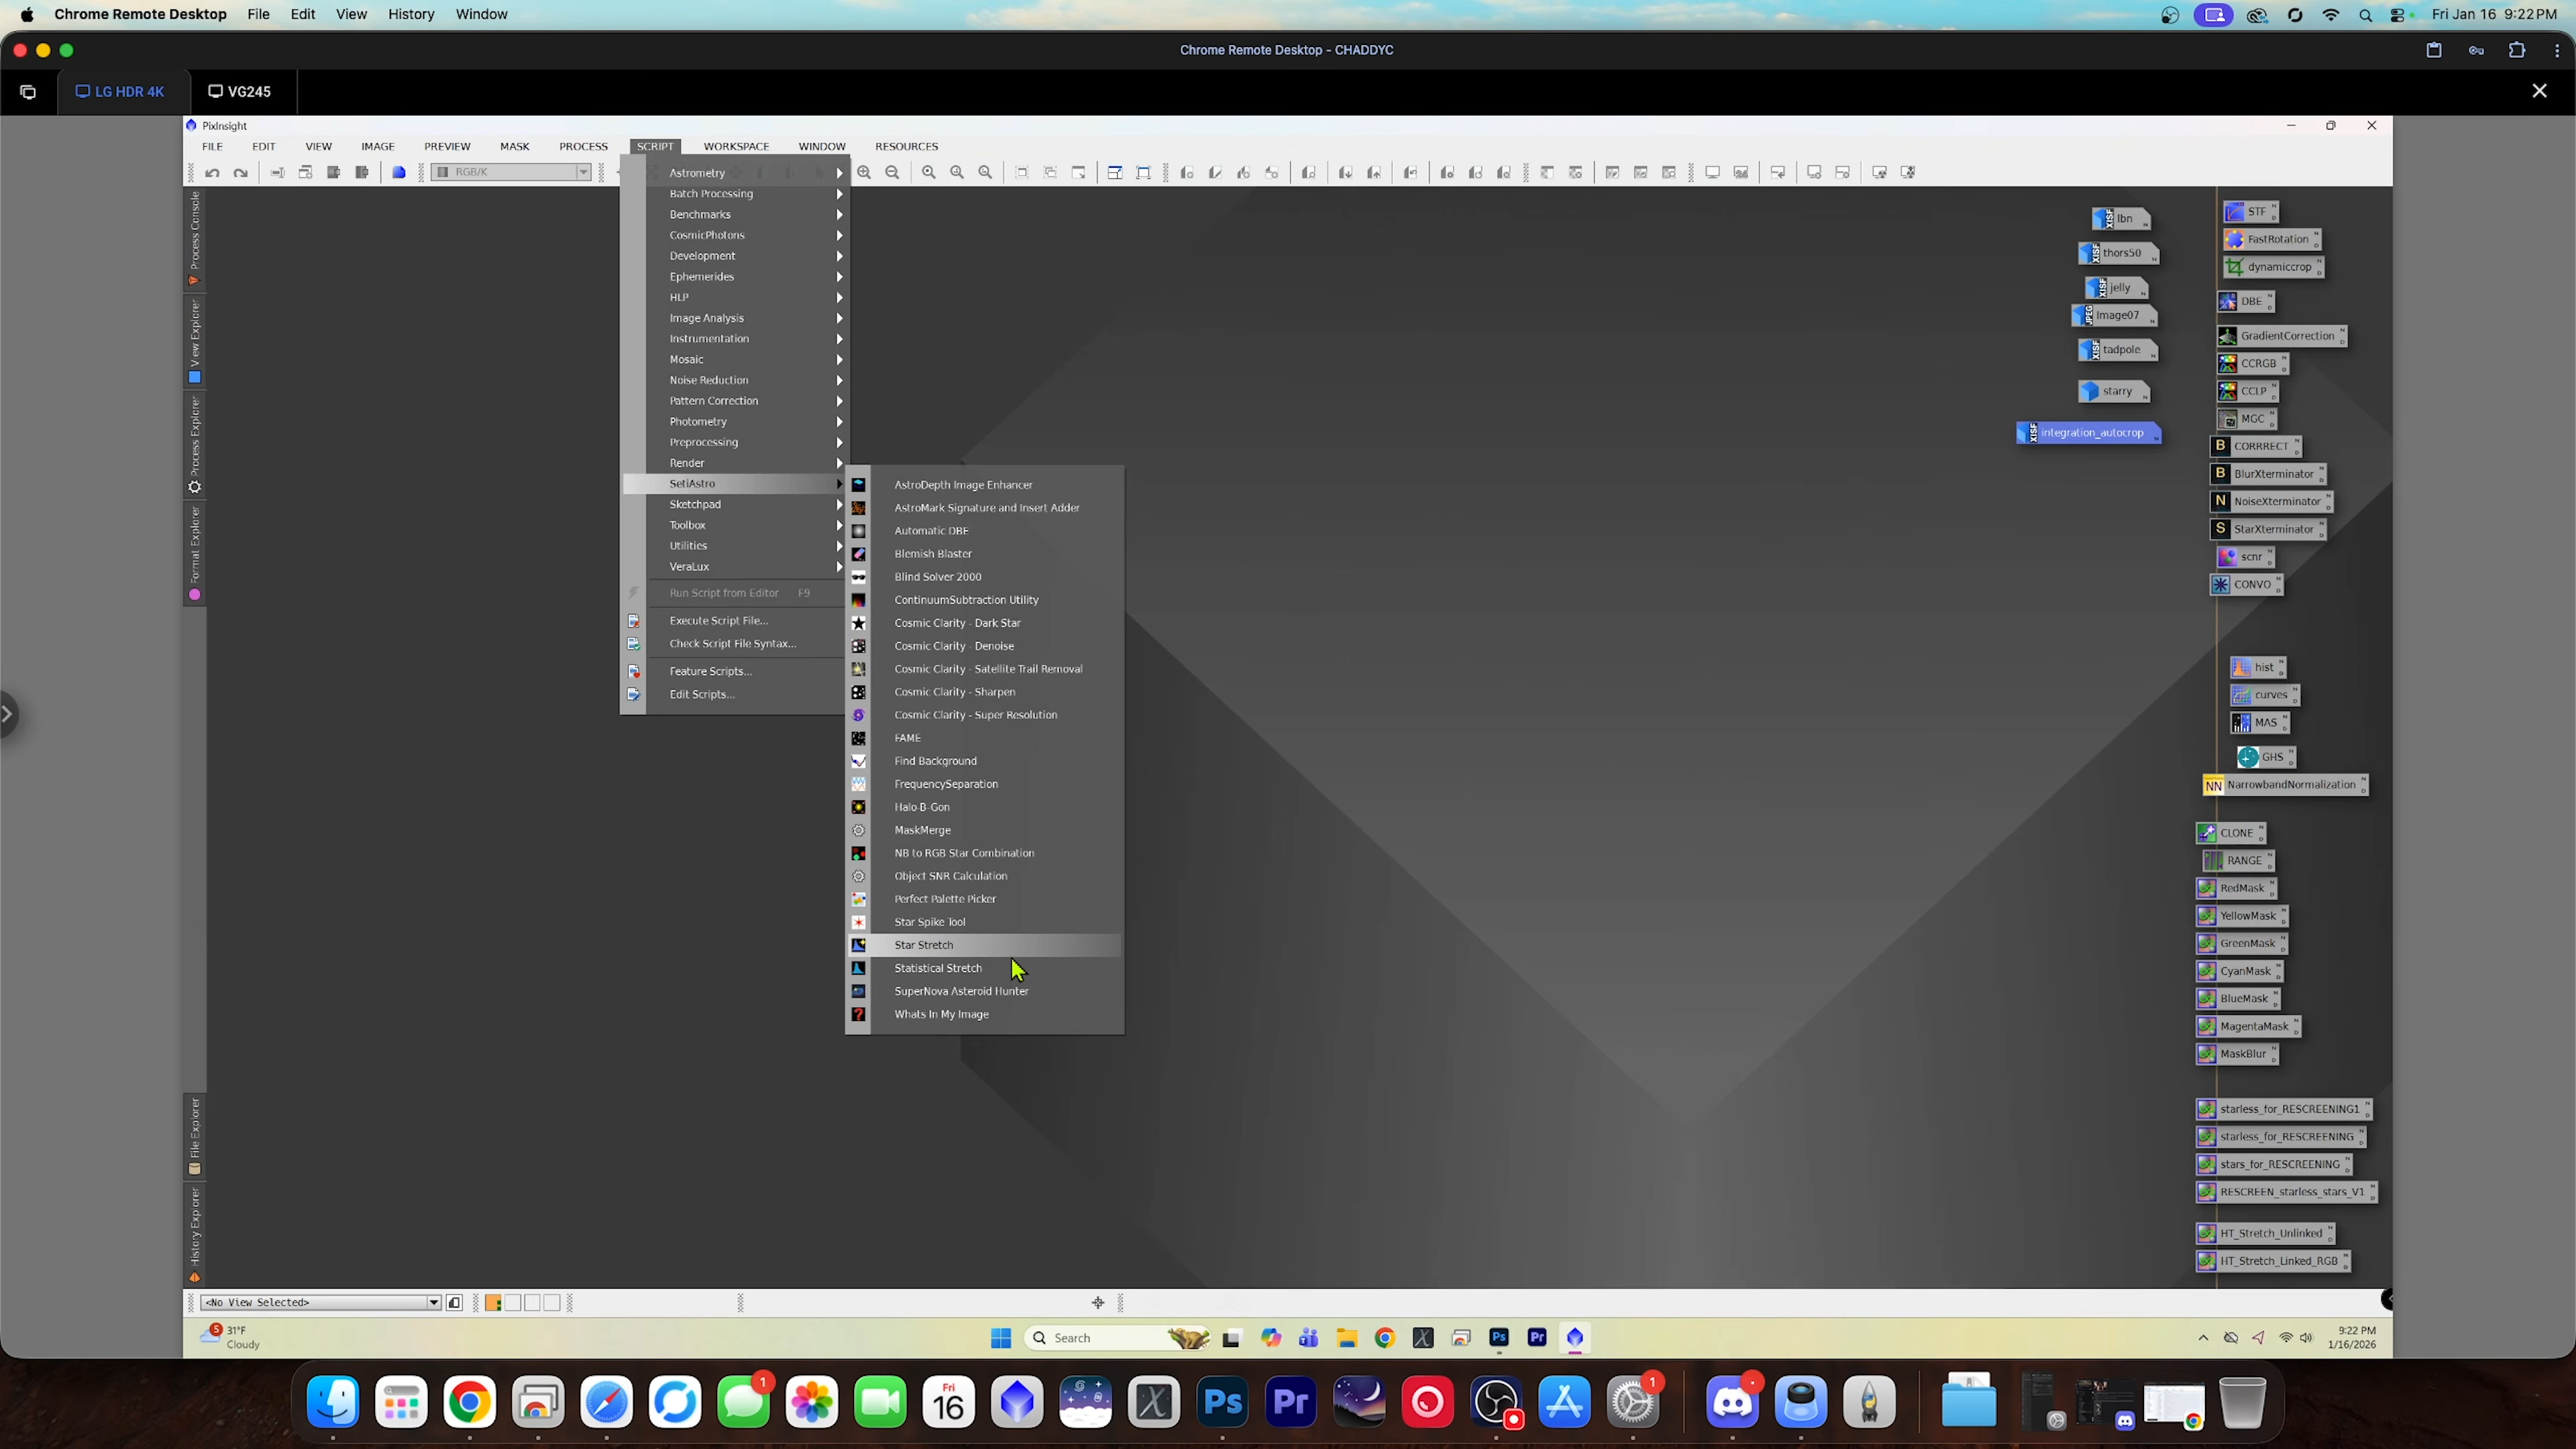 Chrome Remote Desktop File Edit View History Window Fri Jan 16 9:22 PM
Chrome Remote Desktop - CHADDYC
LG HDR 4K VG245
PixInsight
FILE EDIT VIEW IMAGE PREVIEW MASK PROCESS SCRIPT WORKSPACE WINDOW RESOURCES
RGB/K
Process Console
View Explorer
Process Explorer
Format Explorer
File Explorer
History Explorer
Astrometry
Batch Processing
Benchmarks
CosmicPhotons
Development
Ephemerides
HLP
Image Analysis
Instrumentation
Mosaic
Noise Reduction
Pattern Correction
Photometry
Preprocessing
Render
SetiAstro
Sketchpad
Toolbox
Utilities
VeraLux
Run Script from Editor F9
Execute Script File...
Check Script File Syntax...
Feature Scripts...
Edit Scripts...
AstroDepth Image Enhancer
AstroMark Signature and Insert Adder
Automatic DBE
Blemish Blaster
Blind Solver 2000
ContinuumSubtraction Utility
Cosmic Clarity - Dark Star
Cosmic Clarity - Denoise
Cosmic Clarity - Satellite Trail Removal
Cosmic Clarity - Sharpen
Cosmic Clarity - Super Resolution
FAME
Find Background
FrequencySeparation
Halo-B-Gon
MaskMerge
NB to RGB Star Combination
Object SNR Calculation
Perfect Palette Picker
Star Spike Tool
Star Stretch
Statistical Stretch
SuperNova Asteroid Hunter
Whats In My Image
lbn
thors50
jelly
Image07
tadpole
starry
integration_autocrop
STF
FastRotation
dynamiccrop
DBE
GradientCorrection
CCRGB
CCLP
MGC
B CORRRECT
B BlurXterminator
N NoiseXterminator
S StarXterminator
scnr
CONVO
hist
curves
MAS
GHS
NN NarrowbandNormalization
CLONE
RANGE
RedMask
YellowMask
GreenMask
CyanMask
BlueMask
MagentaMask
MaskBlur
starless_for_RESCREENING1
starless_for_RESCREENING
stars_for_RESCREENING
RESCREEN_starless_stars_V1
HT_Stretch_Unlinked
HT_Stretch_Linked_RGB
<No View Selected>
5 31°F
Cloudy
Search
Ps Pr
9:22 PM
1/16/2026
1 Fri 16 Ps Pr 1